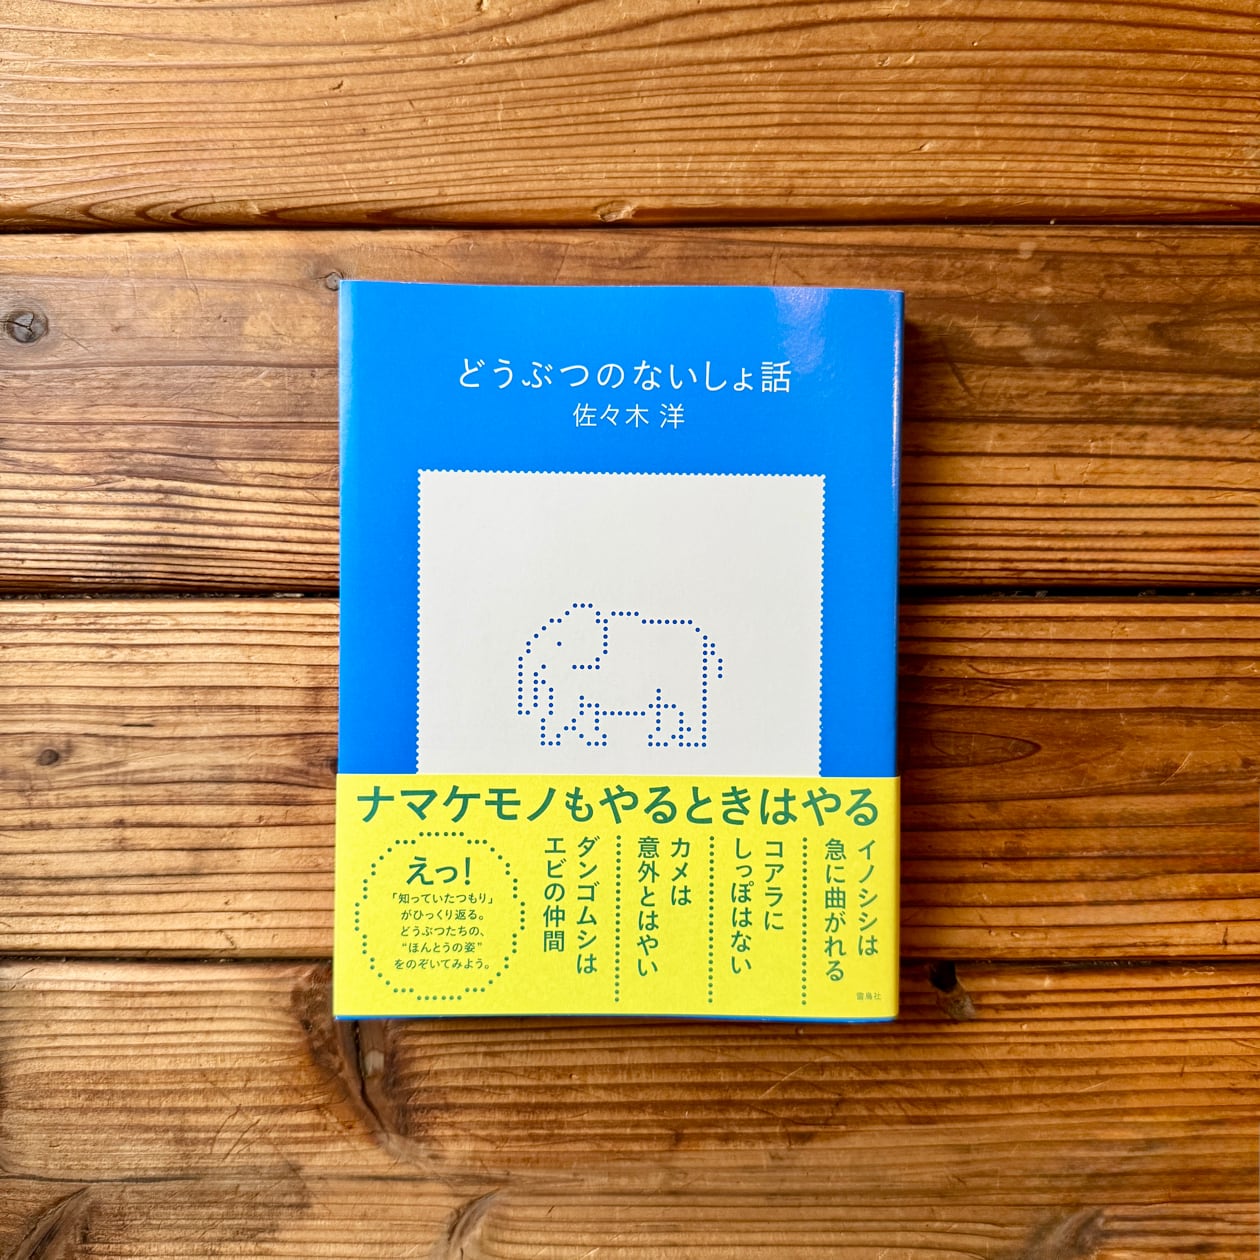 どうぶつのないしょ話
佐々木 洋
ナマケモノもやるときはやる
イノシシは
急に曲がれる
コアラに
しっぽはない
カメは
意外とはやい
ダンゴムシは
エビの仲間
えっ!
「知っていたつもり」
がひっくり返る。
どうぶつたちの、
“ほんとうの姿”
をのぞいてみよう。
雷鳥社